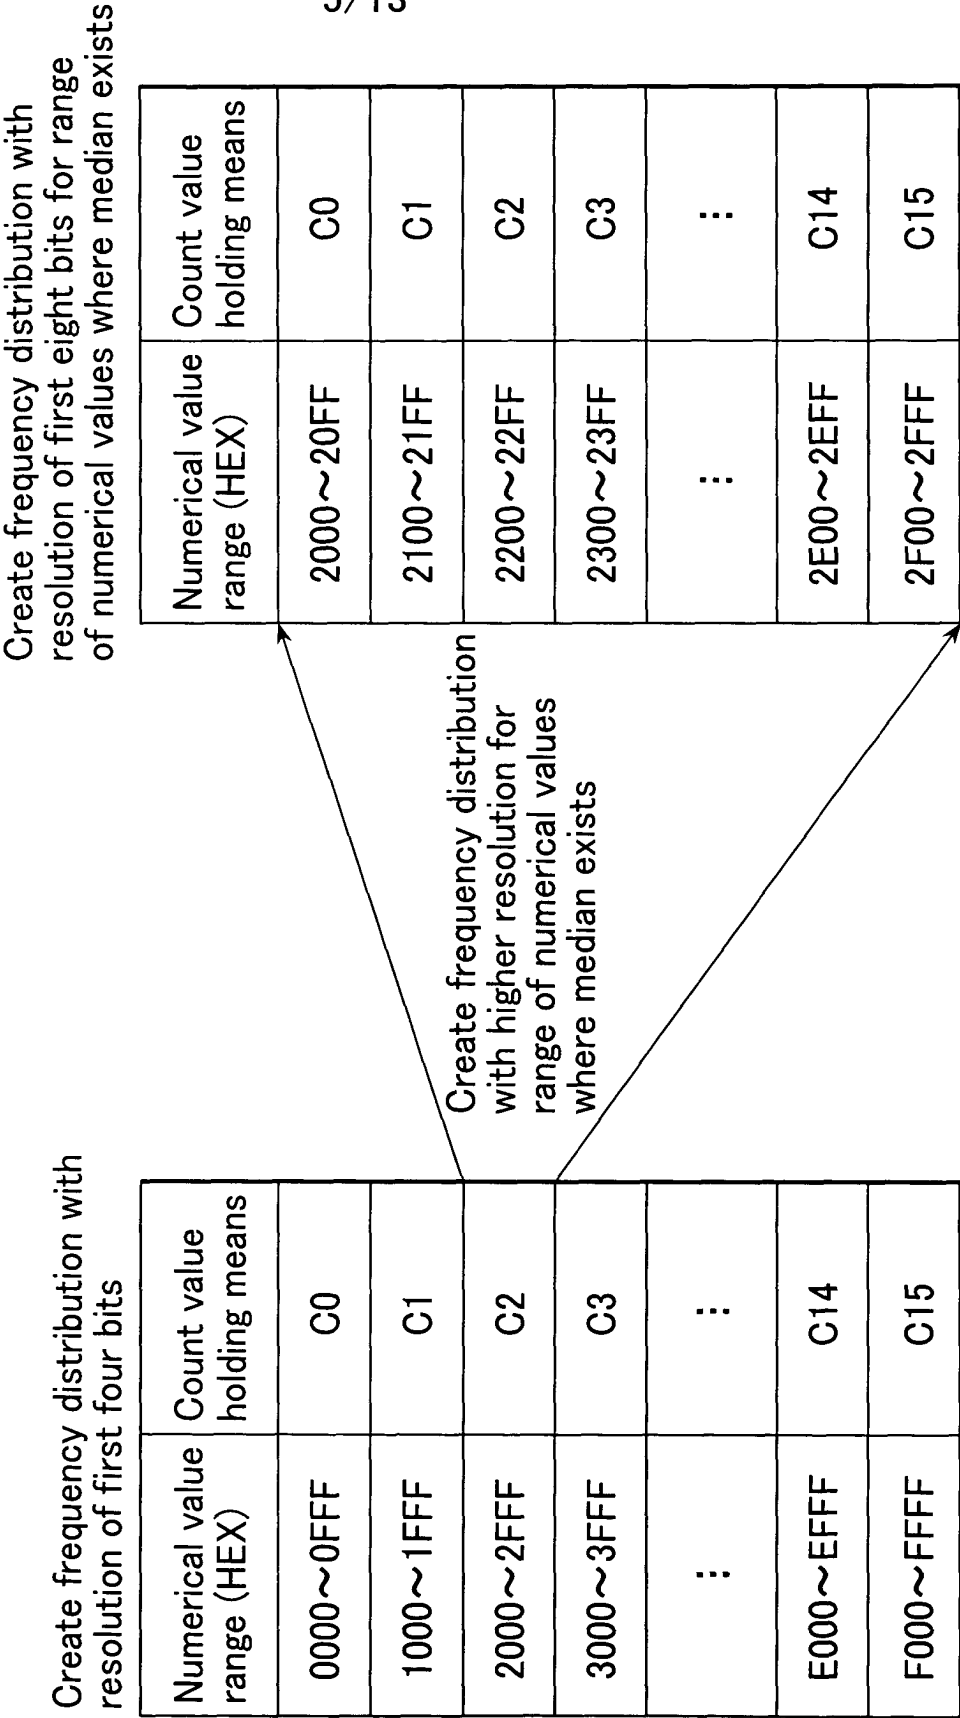 5/13
Create frequency distribution with
resolution of first four bits
Numerical value
range (HEX)
Count value
holding means
0000～0FFF
C0
1000～1FFF
C1
2000～2FFF
C2
3000～3FFF
C3
⋮
⋮
E000～EFFF
C14
F000～FFFF
C15
Create frequency distribution
with higher resolution for
range of numerical values
where median exists
Create frequency distribution with
resolution of first eight bits for range
of numerical values where median exists
Numerical value
range (HEX)
Count value
holding means
2000～20FF
C0
2100～21FF
C1
2200～22FF
C2
2300～23FF
C3
⋮
⋮
2E00～2EFF
C14
2F00～2FFF
C15